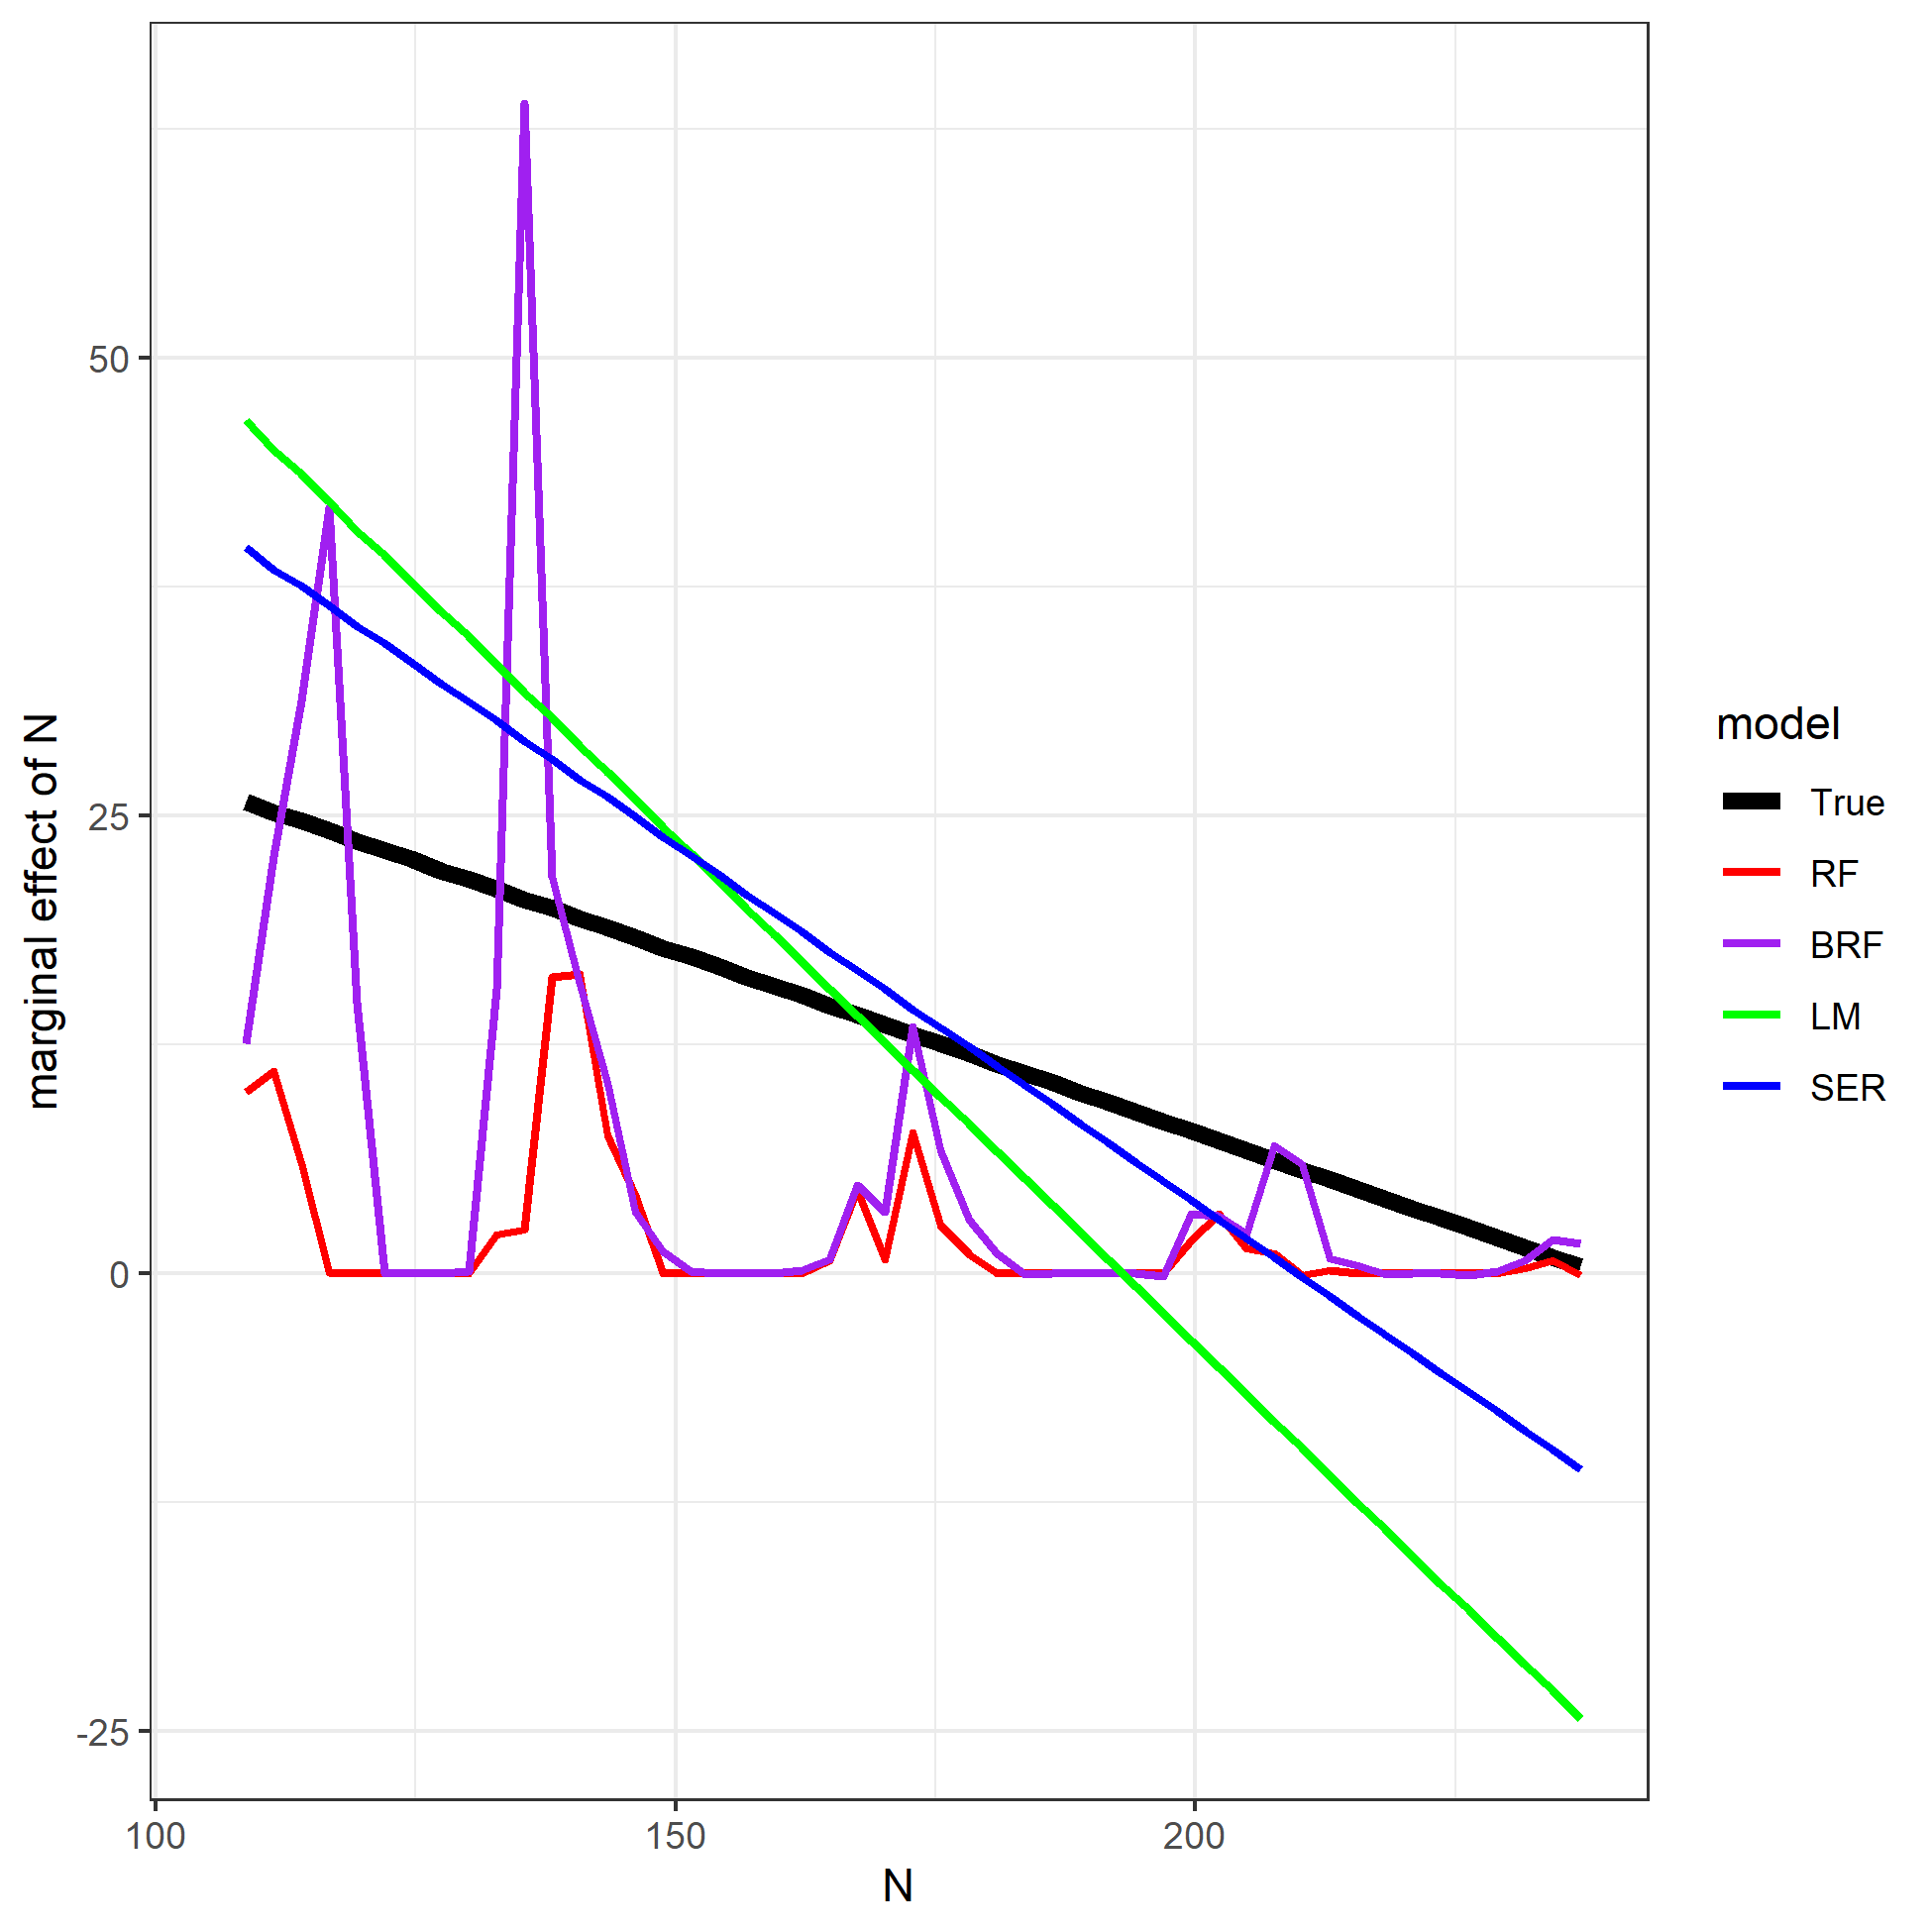 marginal effect of N
50
25
0
-25
100
150
200
N
model
True
RF
BRF
LM
SER